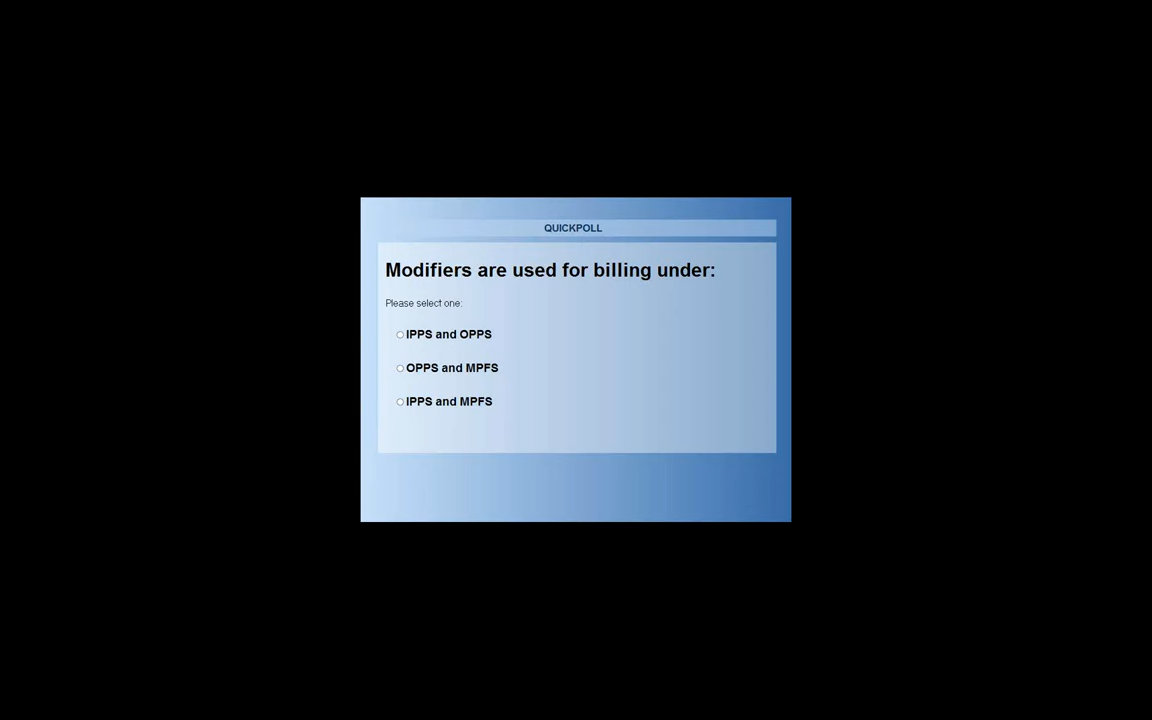 QUICKPOLL
Modifiers are used for billing under:
Please select one:
IPPS and OPPS
OPPS and MPFS
IPPS and MPFS